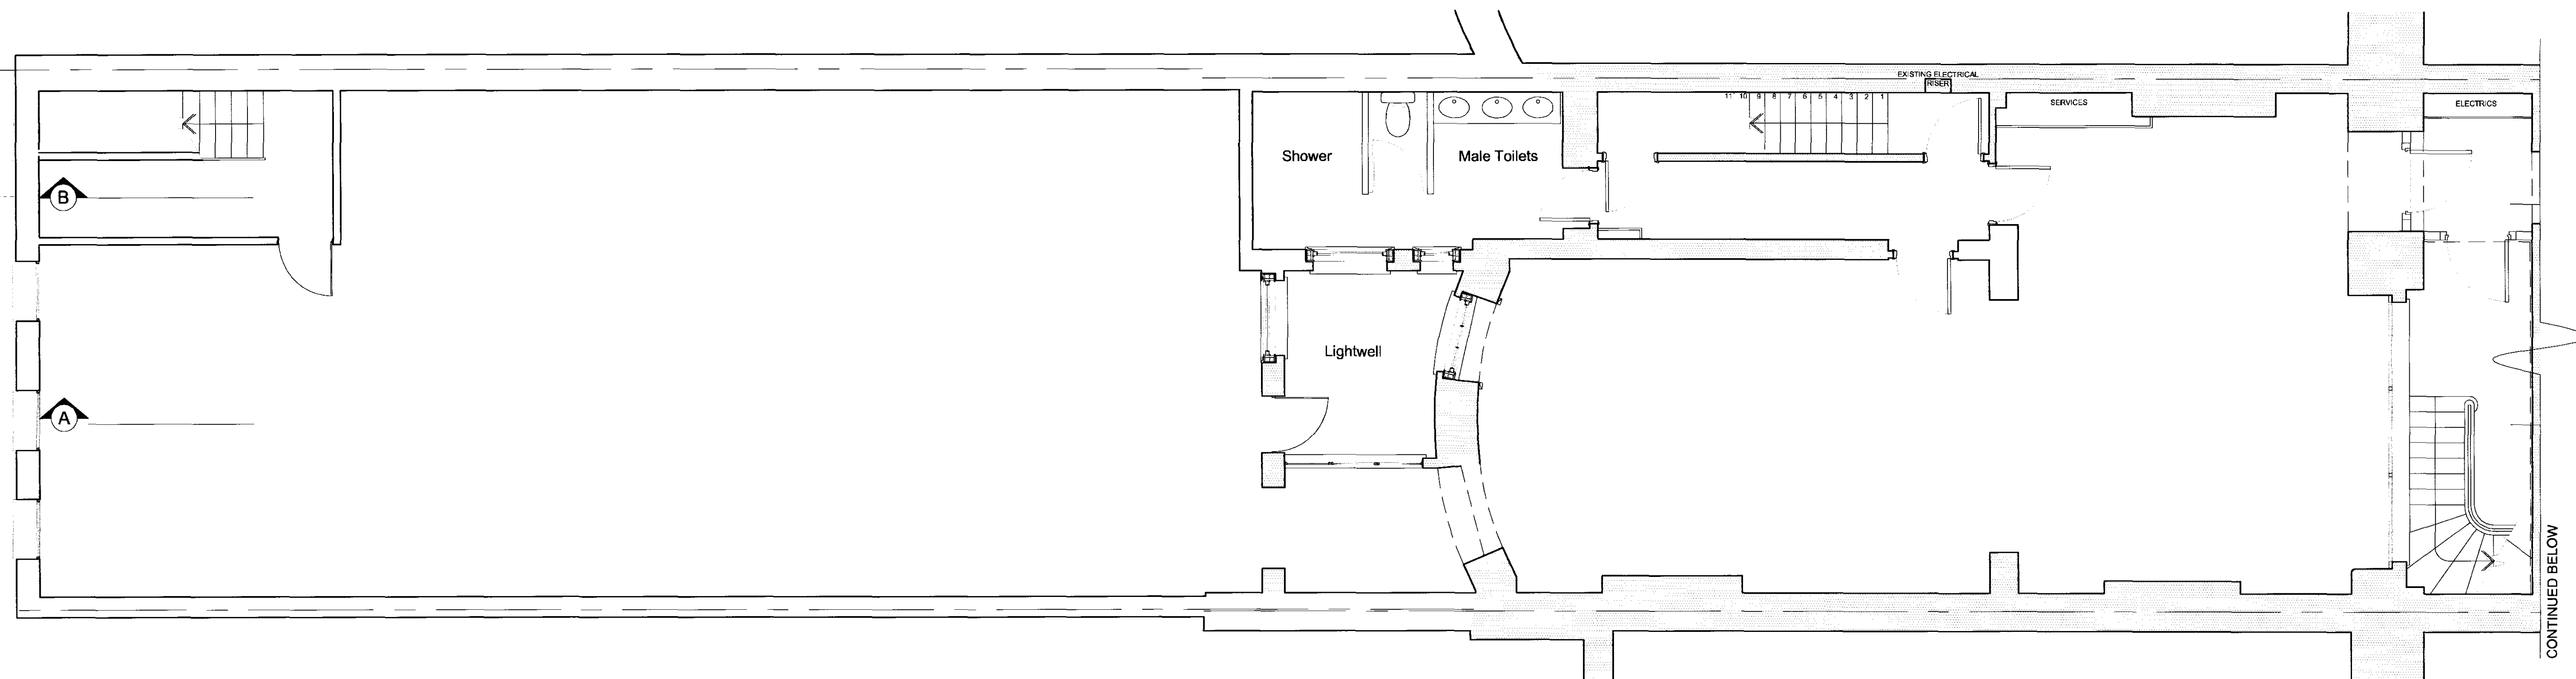 EXISTING ELECTRICAL
RISER
11 10 9 8 7 6 5 4 3 2 1
SERVICES
ELECTRICS
Shower
Male Toilets
B
Lightwell
A
CONTINUED BELOW